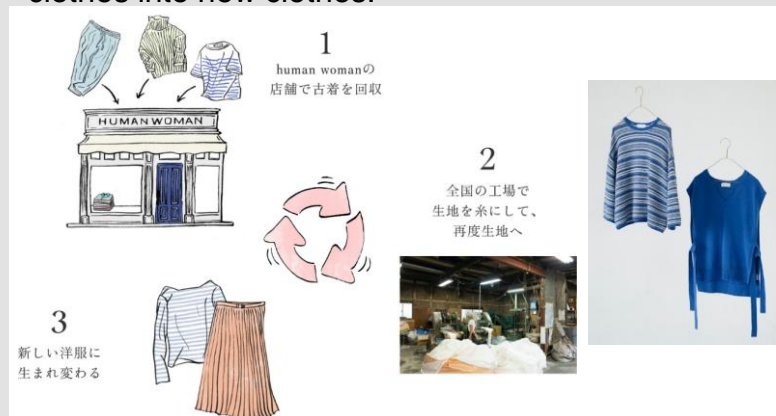 clothes into new clothes.
1
human womanの
店舗で古着を回収
HUMAN WOMAN
2
全国の工場で
生地を糸にして、
再度生地へ
3
新しい洋服に
生まれ変わる